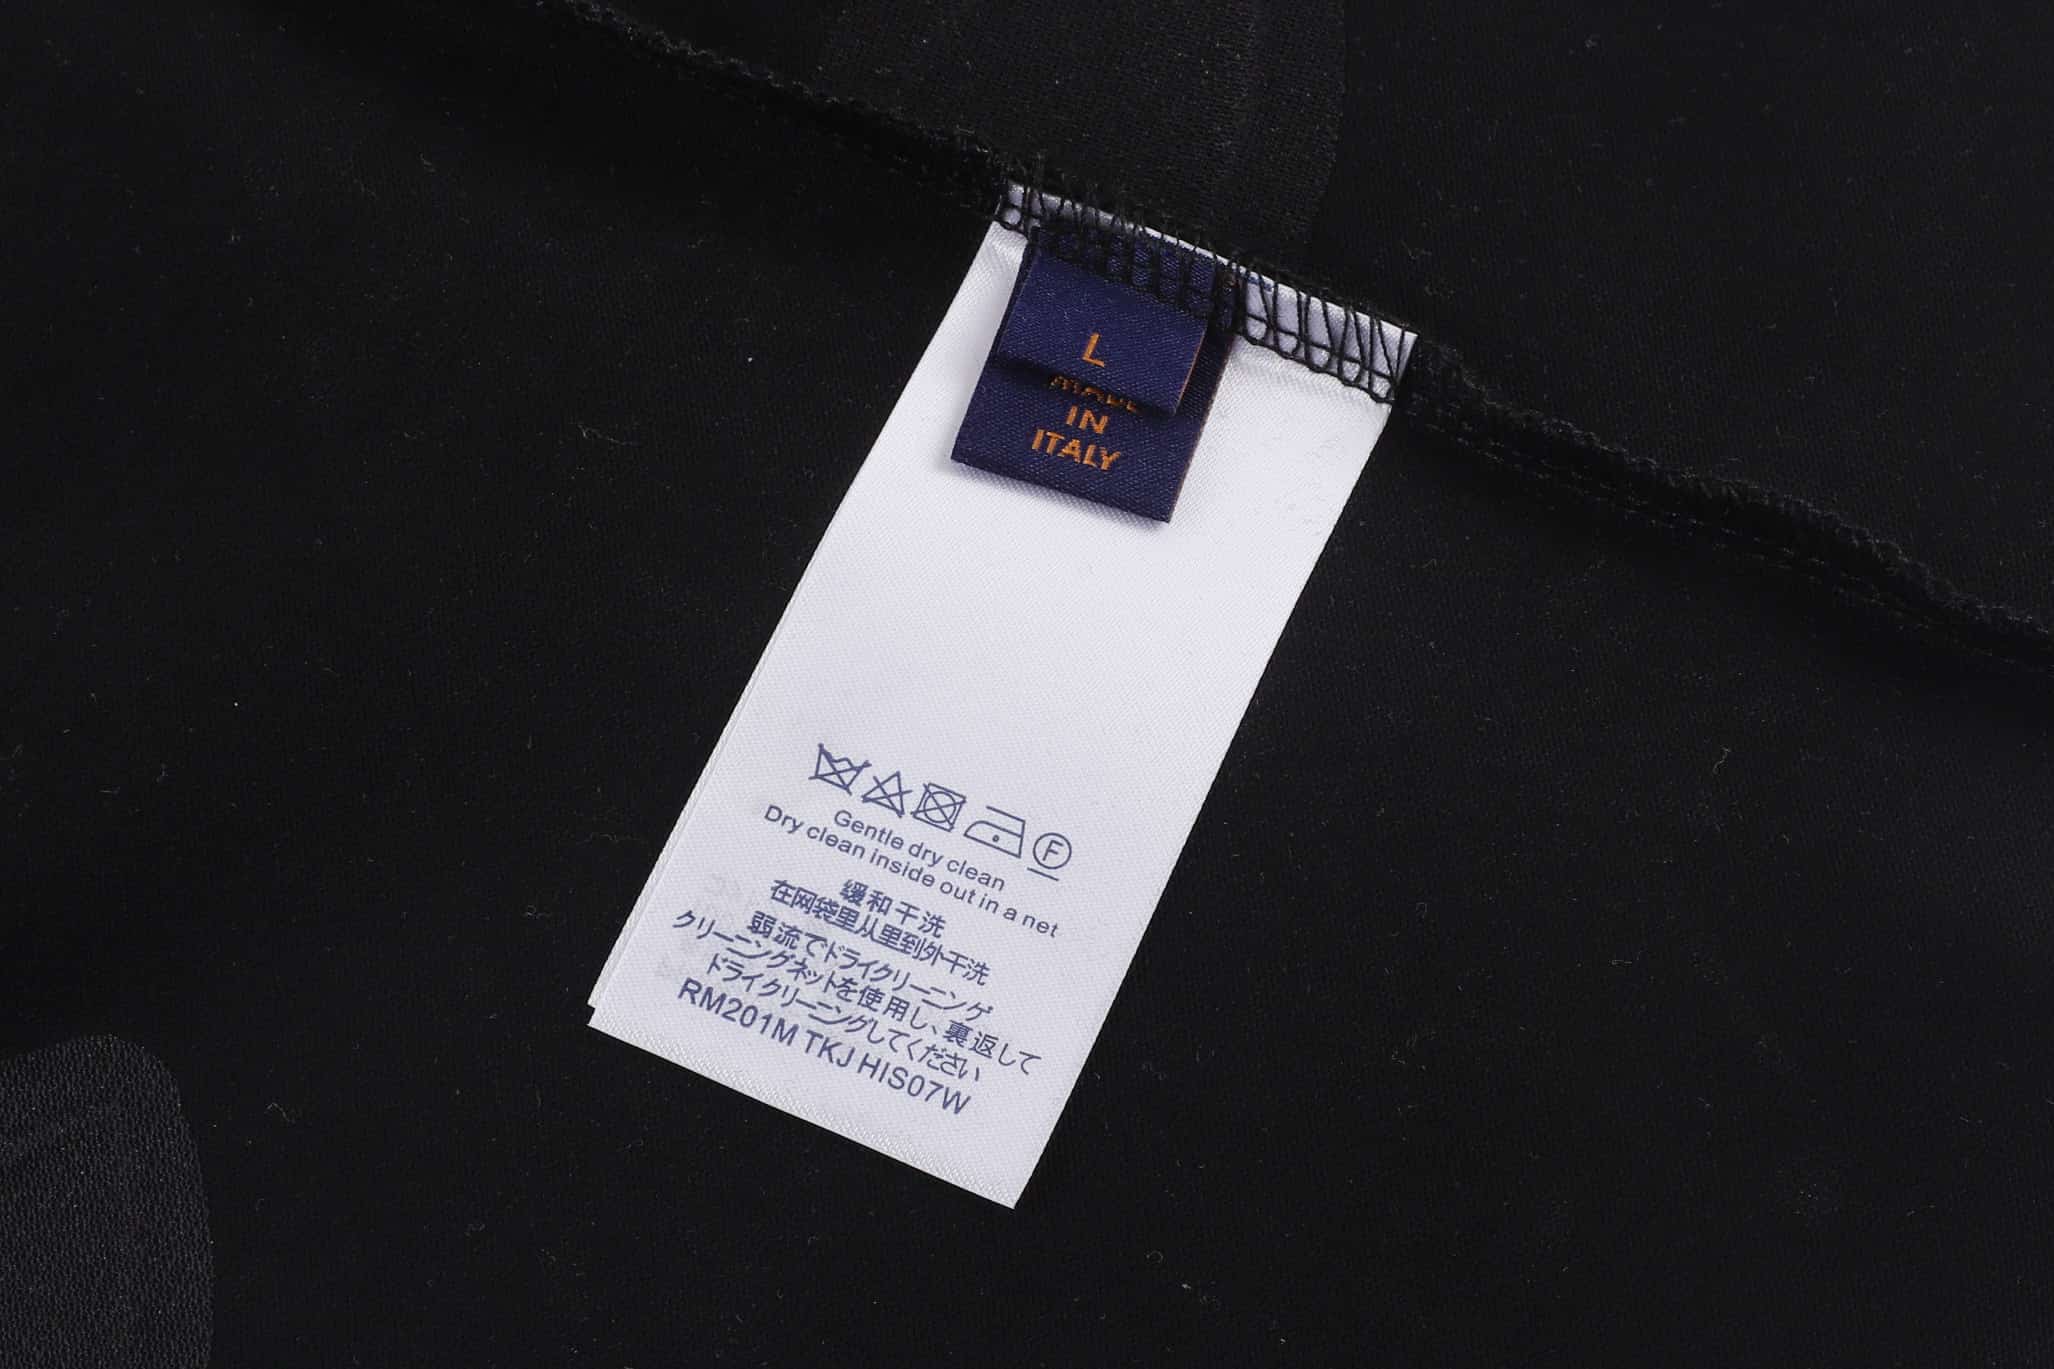 L
MADE
IN
ITALY
F
Gentle dry clean
Dry clean inside out in a net
缓和干洗
在网袋里从里到外干洗
弱流でドライクリーニング
クリーニングネットを使用し、裏返して
ドライクリーニングしてください
RM201M TKJ HIS07W